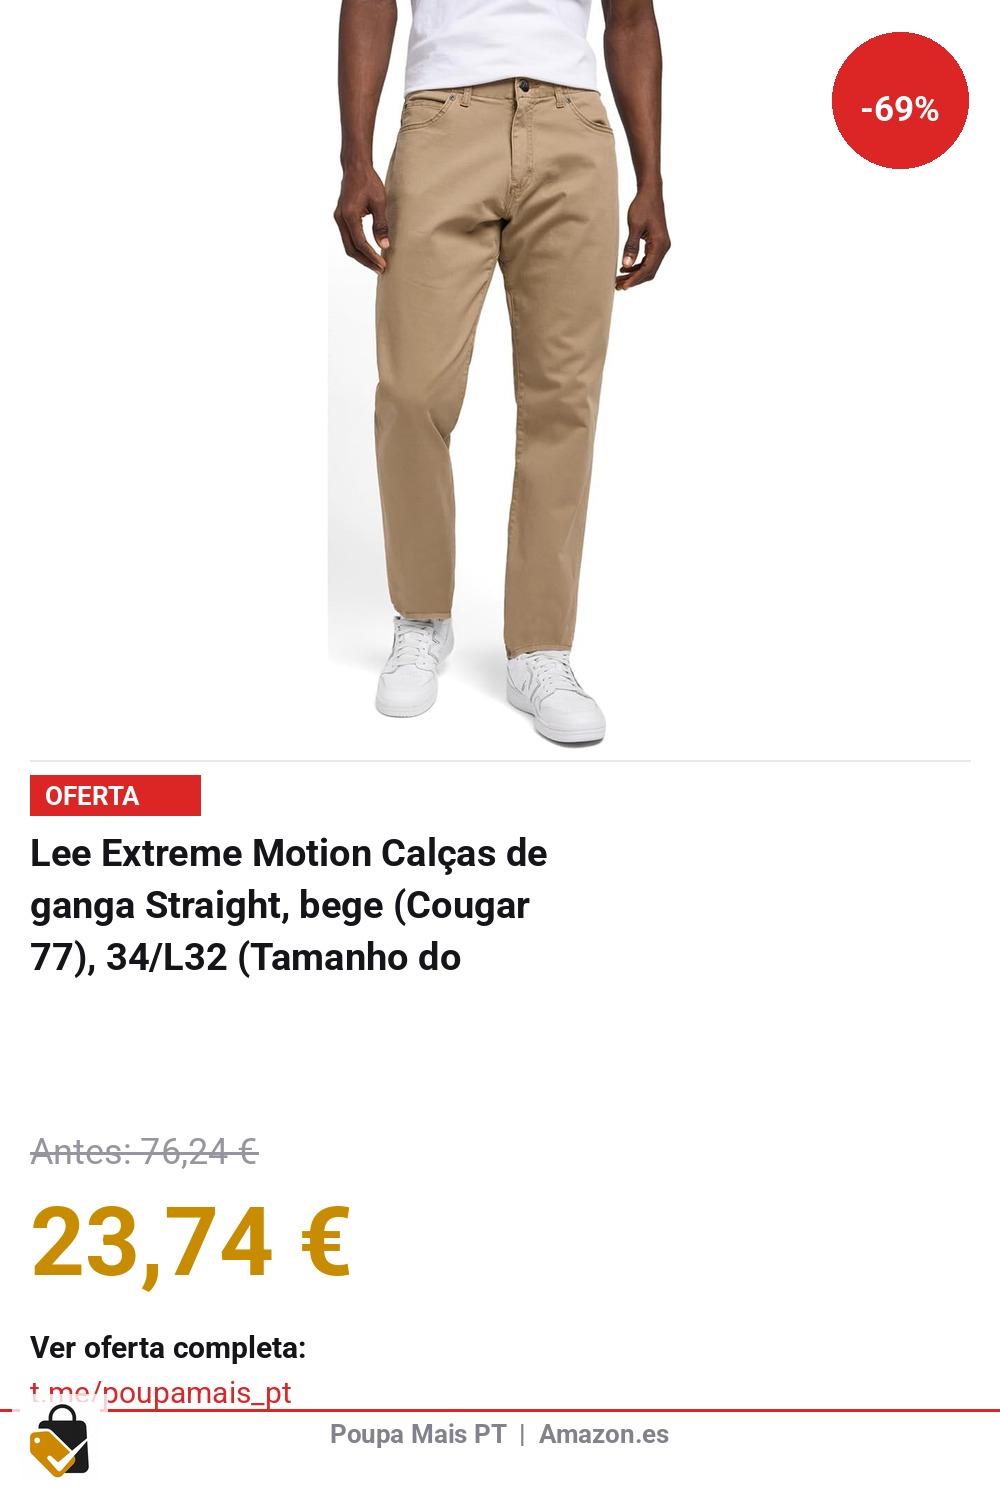 -69%
OFERTA
Lee Extreme Motion Calças de
ganga Straight, bege (Cougar
77), 34/L32 (Tamanho do
Antes: 76,24 €
23,74 €
Ver oferta completa:
t.me/poupamais_pt
Poupa Mais PT | Amazon.es